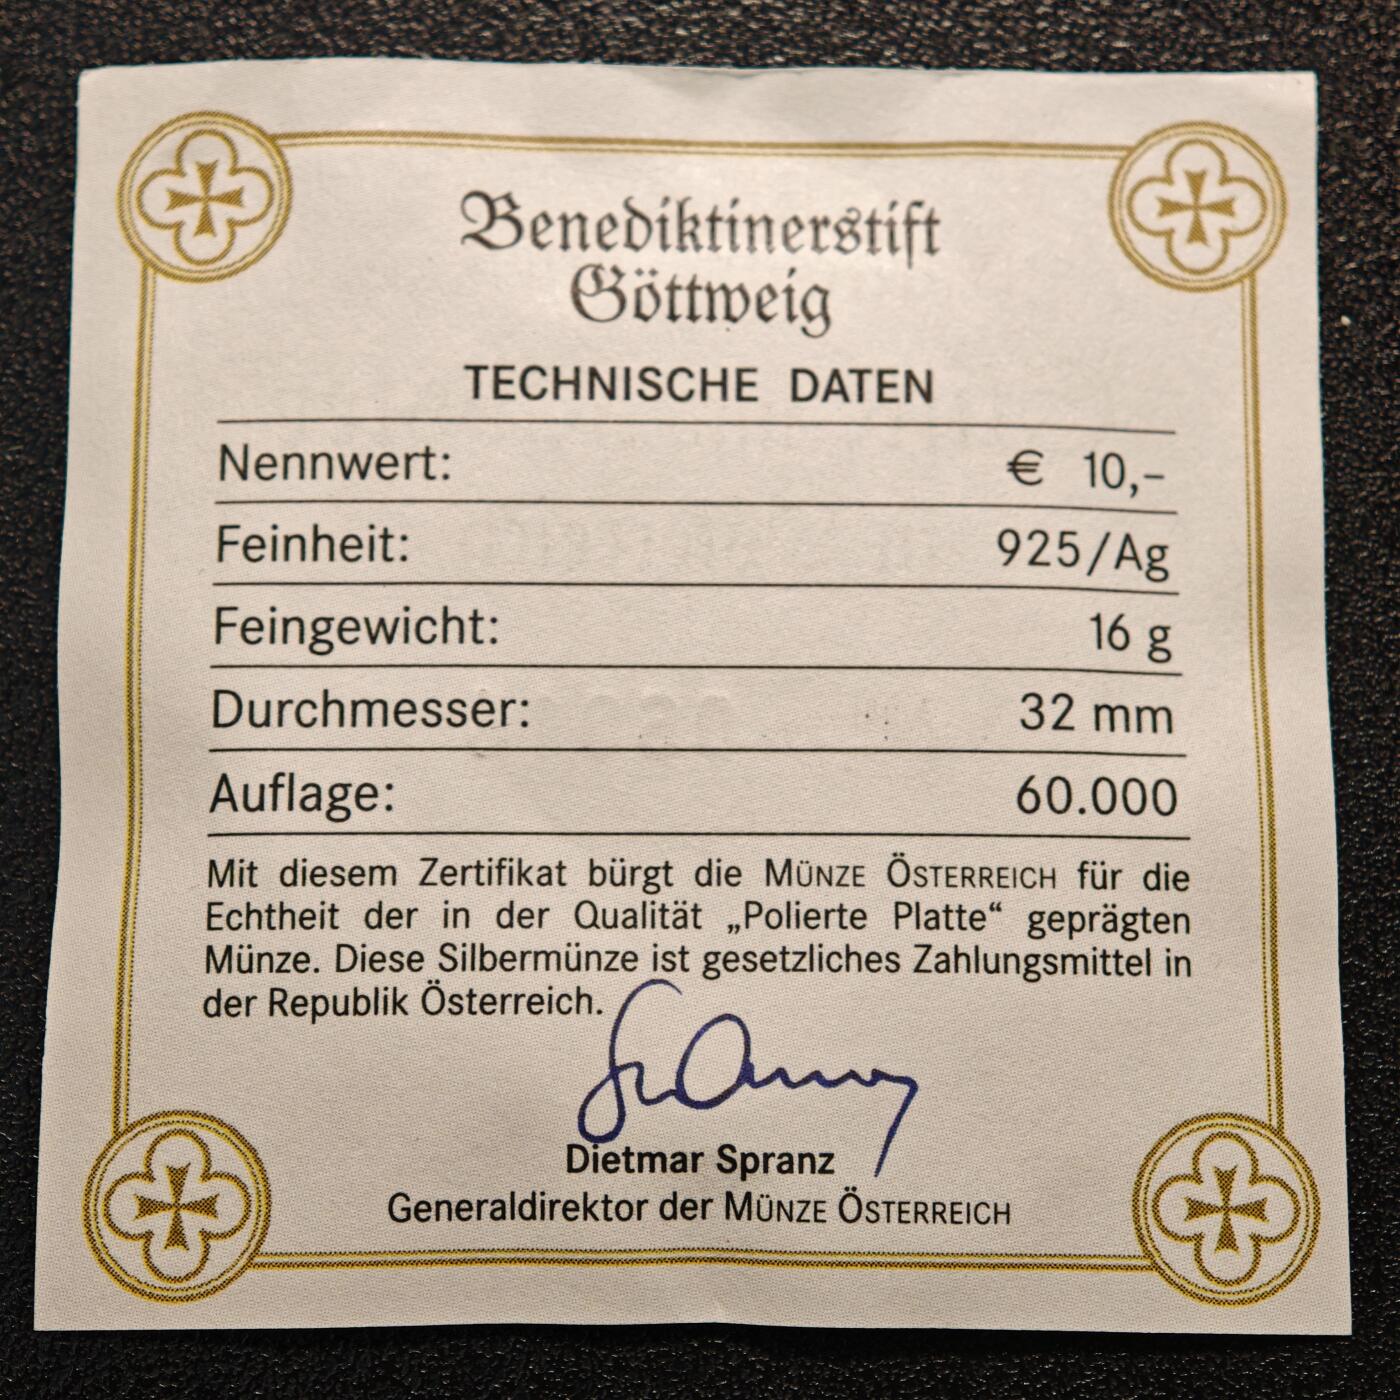 Benediktinerstift
Göttweig
TECHNISCHE DATEN
Nennwert: € 10,–
Feinheit: 925/Ag
Feingewicht: 16 g
Durchmesser: 32 mm
Auflage: 60.000
Mit diesem Zertifikat bürgt die MÜNZE ÖSTERREICH für die
Echtheit der in der Qualität „Polierte Platte“ geprägten
Münze. Diese Silbermünze ist gesetzliches Zahlungsmittel in
der Republik Österreich.
Dietmar Spranz
Generaldirektor der MÜNZE ÖSTERREICH